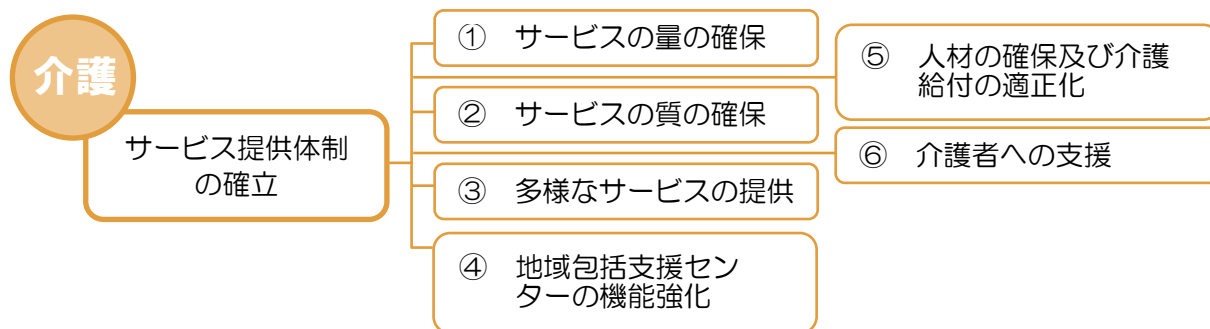 介護
サービス提供体制
の確立
① サービスの量の確保
② サービスの質の確保
③ 多様なサービスの提供
④ 地域包括支援セン
ターの機能強化
⑤ 人材の確保及び介護
給付の適正化
⑥ 介護者への支援